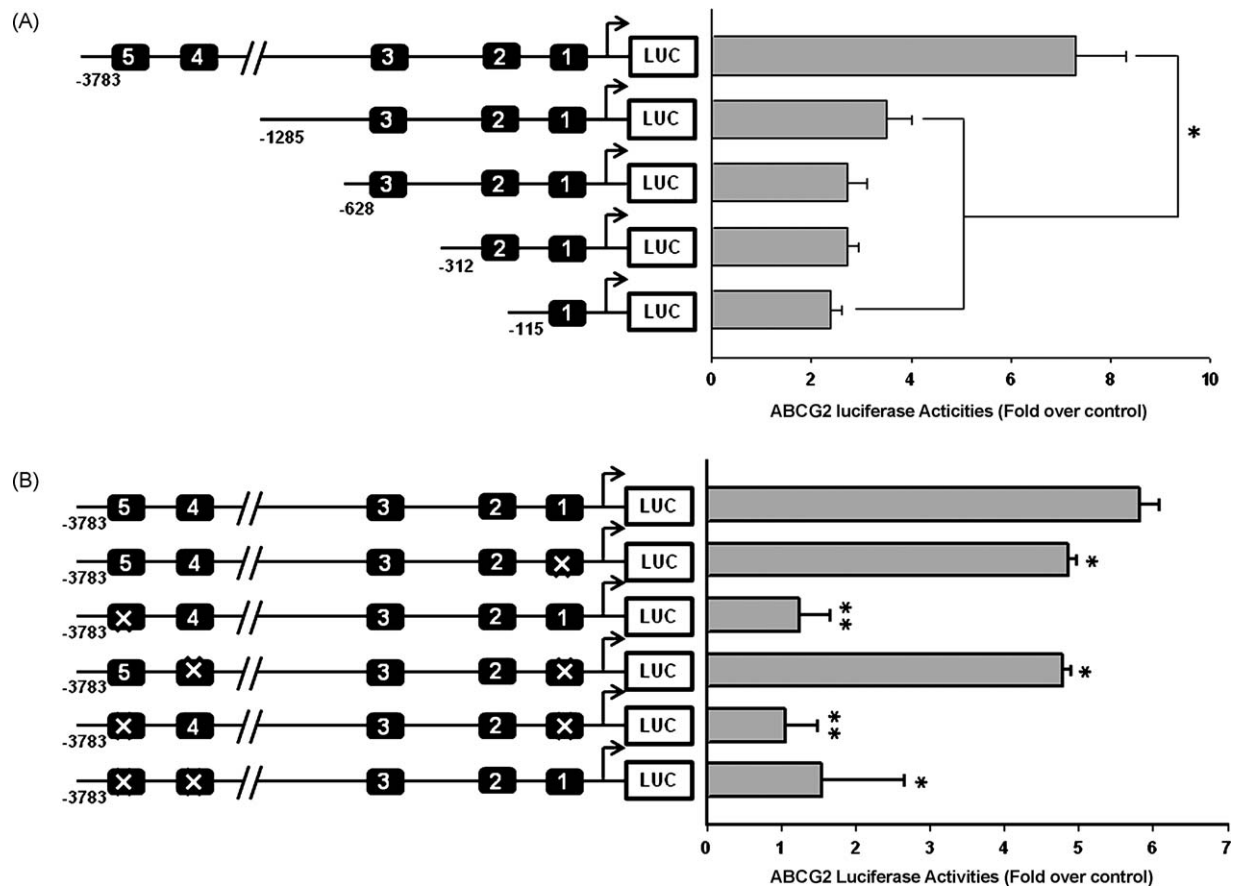 (A)
5 4 3 2 1 LUC
-3783
3 2 1 LUC
-1285
*
3 2 1 LUC
-628
2 1 LUC
-312
1 LUC
-115
0 2 4 6 8 10
ABCG2 luciferase Acticities (Fold over control)
(B)
5 4 3 2 1 LUC
-3783
5 4 3 2 X LUC *
-3783
X 4 3 2 1 LUC **
-3783
5 X 3 2 X LUC *
-3783
X 4 3 2 X LUC **
-3783
X X 3 2 1 LUC *
-3783
0 1 2 3 4 5 6 7
ABCG2 Luciferase Activities (Fold over control)